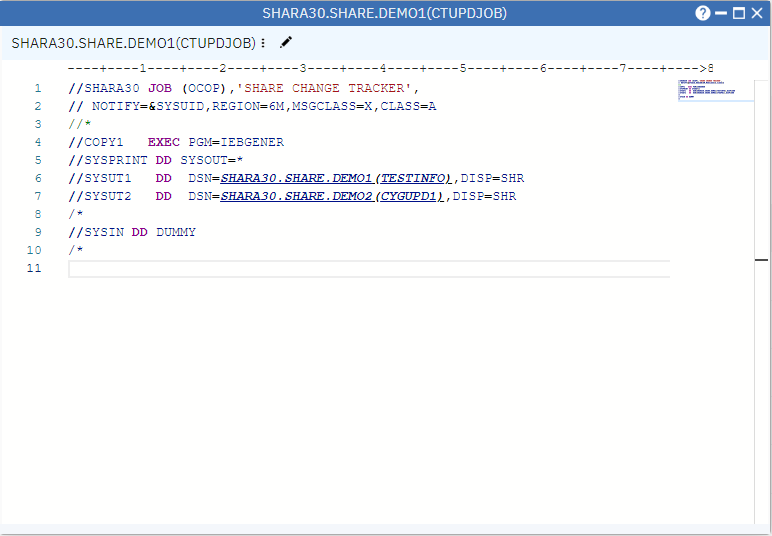 SHARA30.SHARE.DEMO1(CTUPDJOB)
SHARA30.SHARE.DEMO1(CTUPDJOB)
----+----1----+----2----+----3----+----4----+----5----+----6----+----7----+---->8
1 //SHARA30 JOB (OCOP),'SHARE CHANGE TRACKER',
2 // NOTIFY=&SYSUID,REGION=6M,MSGCLASS=X,CLASS=A
3 //*
4 //COPY1   EXEC PGM=IEBGENER
5 //SYSPRINT DD SYSOUT=*
6 //SYSUT1   DD  DSN=SHARA30.SHARE.DEMO1(TESTINFO),DISP=SHR
7 //SYSUT2   DD  DSN=SHARA30.SHARE.DEMO2(CYGUPD1),DISP=SHR
8 /*
9 //SYSIN DD DUMMY
10 /*
11